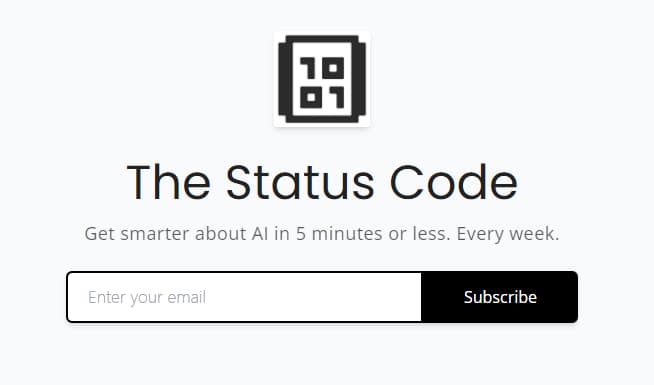 10
01
The Status Code
Get smarter about AI in 5 minutes or less. Every week.
Enter your email
Subscribe